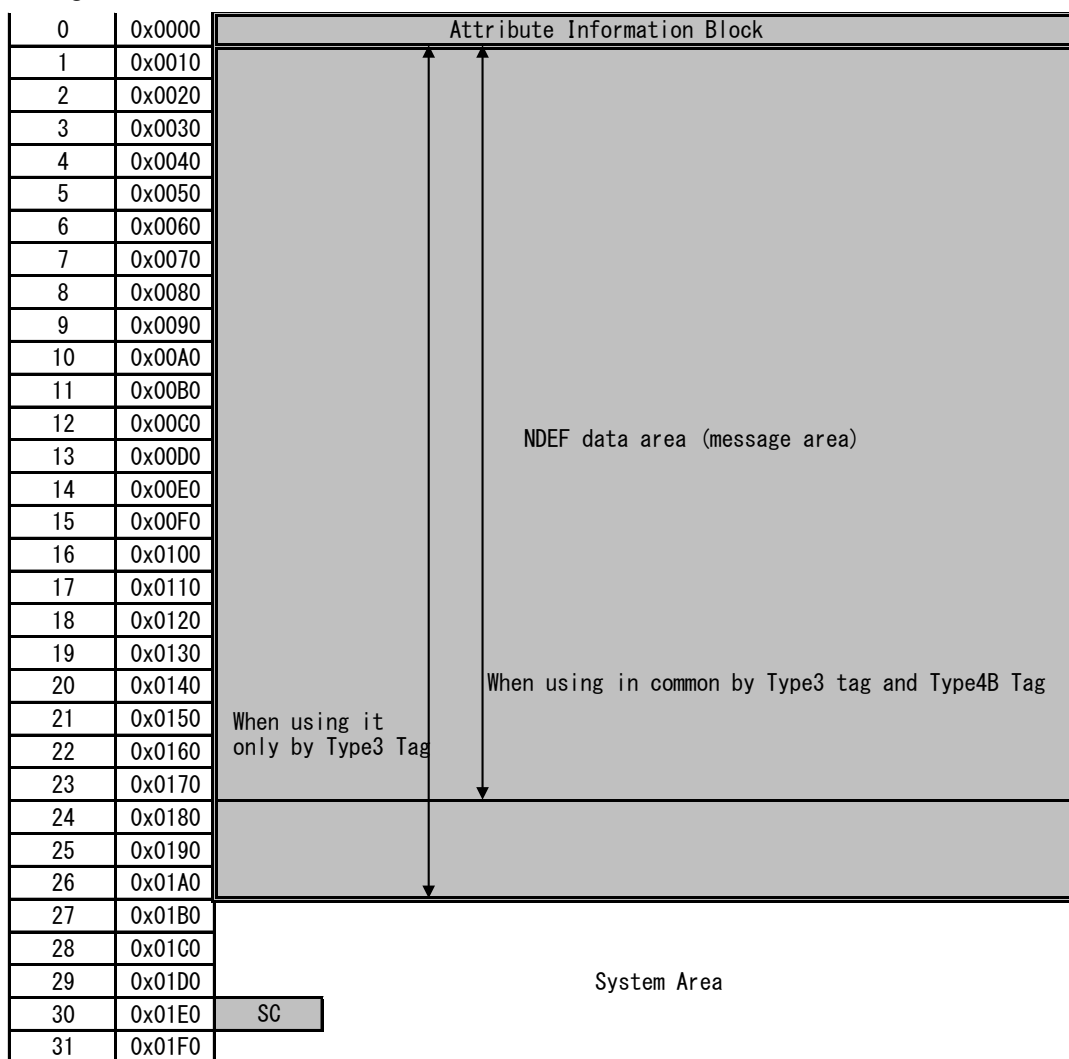 0 0x0000 Attribute Information Block
1 0x0010
2 0x0020
3 0x0030
4 0x0040
5 0x0050
6 0x0060
7 0x0070
8 0x0080
9 0x0090
10 0x00A0
11 0x00B0
12 0x00C0
NDEF data area (message area)
13 0x00D0
14 0x00E0
15 0x00F0
16 0x0100
17 0x0110
18 0x0120
19 0x0130
20 0x0140 When using in common by Type3 tag and Type4B Tag
21 0x0150 When using it
22 0x0160 only by Type3 Tag
23 0x0170
24 0x0180
25 0x0190
26 0x01A0
27 0x01B0
28 0x01C0
29 0x01D0 System Area
30 0x01E0 SC
31 0x01F0